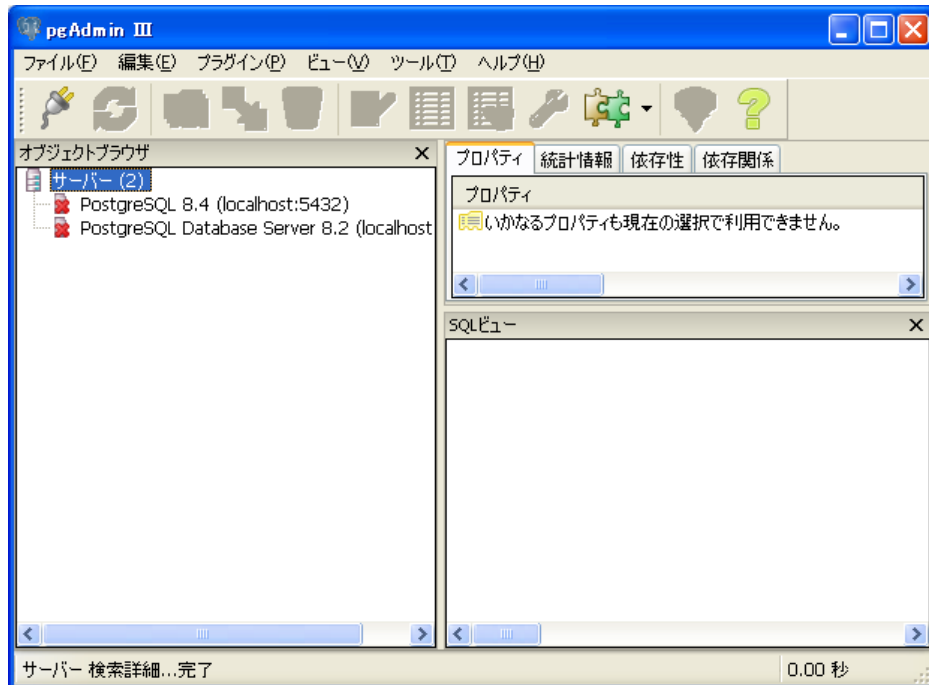 pgAdmin III
ファイル(F) 編集(E) プラグイン(P) ビュー(V) ツール(T) ヘルプ(H)
オブジェクトブラウザ
サーバー (2)
PostgreSQL 8.4 (localhost:5432)
PostgreSQL Database Server 8.2 (localhost
プロパティ 統計情報 依存性 依存関係
プロパティ
いかなるプロパティも現在の選択で利用できません。
SQLビュー
サーバー 検索詳細...完了
0.00 秒